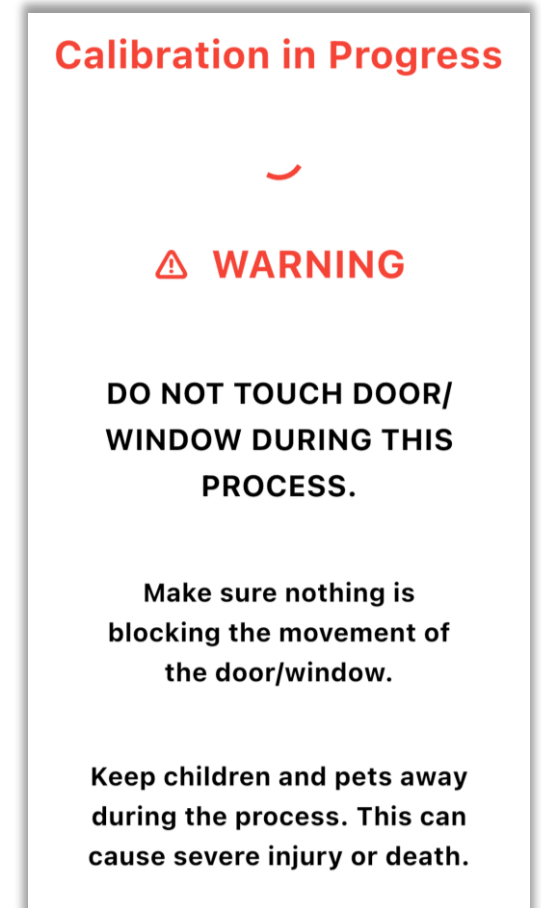 Calibration in Progress
WARNING
DO NOT TOUCH DOOR/
WINDOW DURING THIS
PROCESS.
Make sure nothing is
blocking the movement of
the door/window.
Keep children and pets away
during the process. This can
cause severe injury or death.